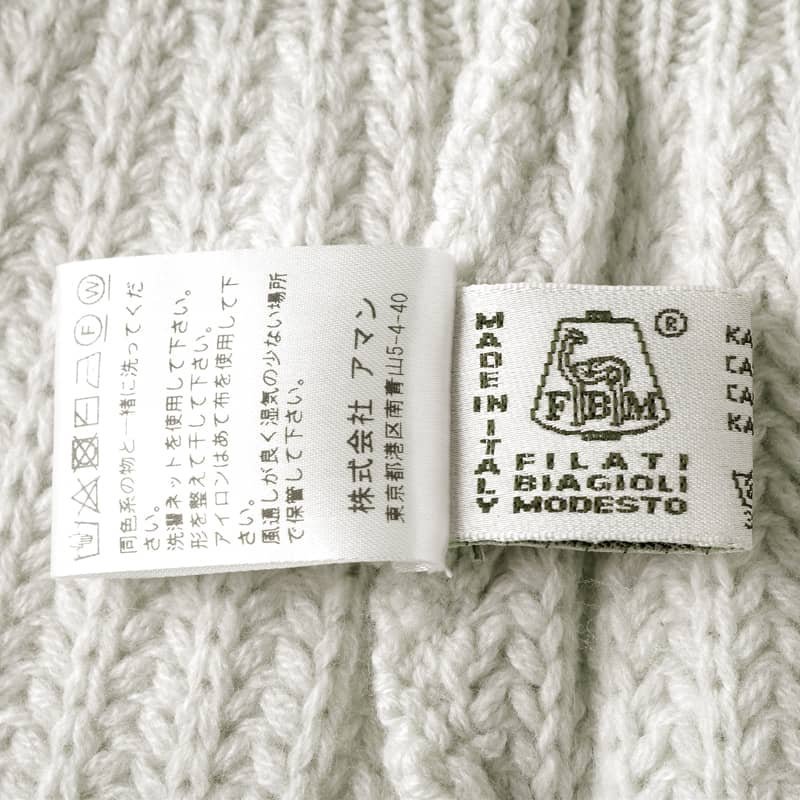 F W
同色系の物と一緒に洗ってくだ
さい。
洗濯ネットを使用して下さい。
形を整えて干して下さい。
アイロンはあて布を使用して下
さい。
風通しが良く湿気の少ない場所
で保管して下さい。
株式会社 アマン
東京都港区南青山5-4-40
MADE IN ITALY
®
FBM
FILATI
BIAGIOLI
MODESTO
KA
CA
CA
KA